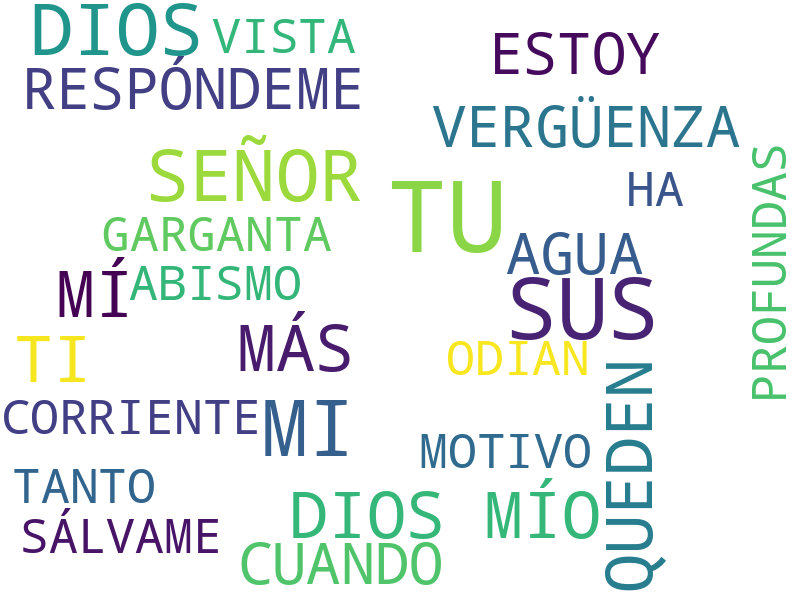 DIOS
VISTA
ESTOY
RESPÓNDEME
VERGÜENZA
SEÑOR
PROFUNDAS
HA
TU
GARGANTA
AGUA
ABISMO
MÍ
SUS
MÁS
TI
ODIAN
QUEDEN
CORRIENTE
MI
MOTIVO
TANTO
DIOS MÍO
SÁLVAME
CUANDO